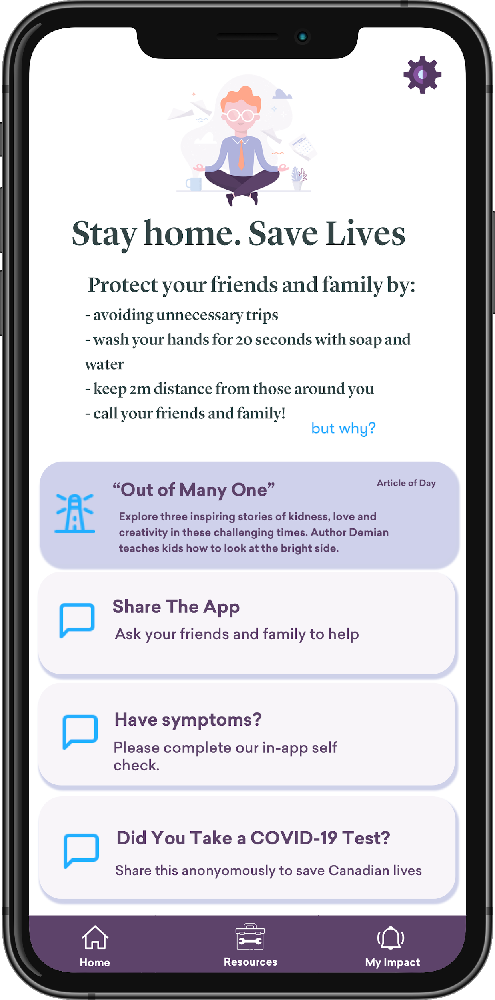 Stay home. Save Lives
Protect your friends and family by:
- avoiding unnecessary trips
- wash your hands for 20 seconds with soap and
water
- keep 2m distance from those around you
- call your friends and family!
but why?
“Out of Many One”
Article of Day
Explore three inspiring stories of kidness, love and
creativity in these challenging times. Author Demian
teaches kids how to look at the bright side.
Share The App
Ask your friends and family to help
Have symptoms?
Please complete our in-app self
check.
Did You Take a COVID-19 Test?
Share this anonyomously to save Canadian lives
Home
Resources
My Impact